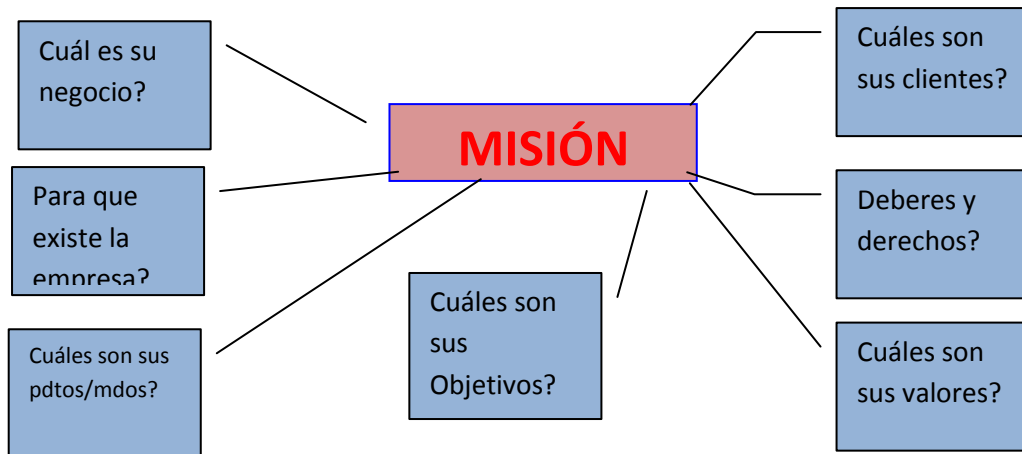 Cuál es su
negocio?
Para que
existe la
empresa?
Cuáles son sus
pdtos/mdos?
MISIÓN
Cuáles son
sus
Objetivos?
Cuáles son
sus clientes?
Deberes y
derechos?
Cuáles son
sus valores?